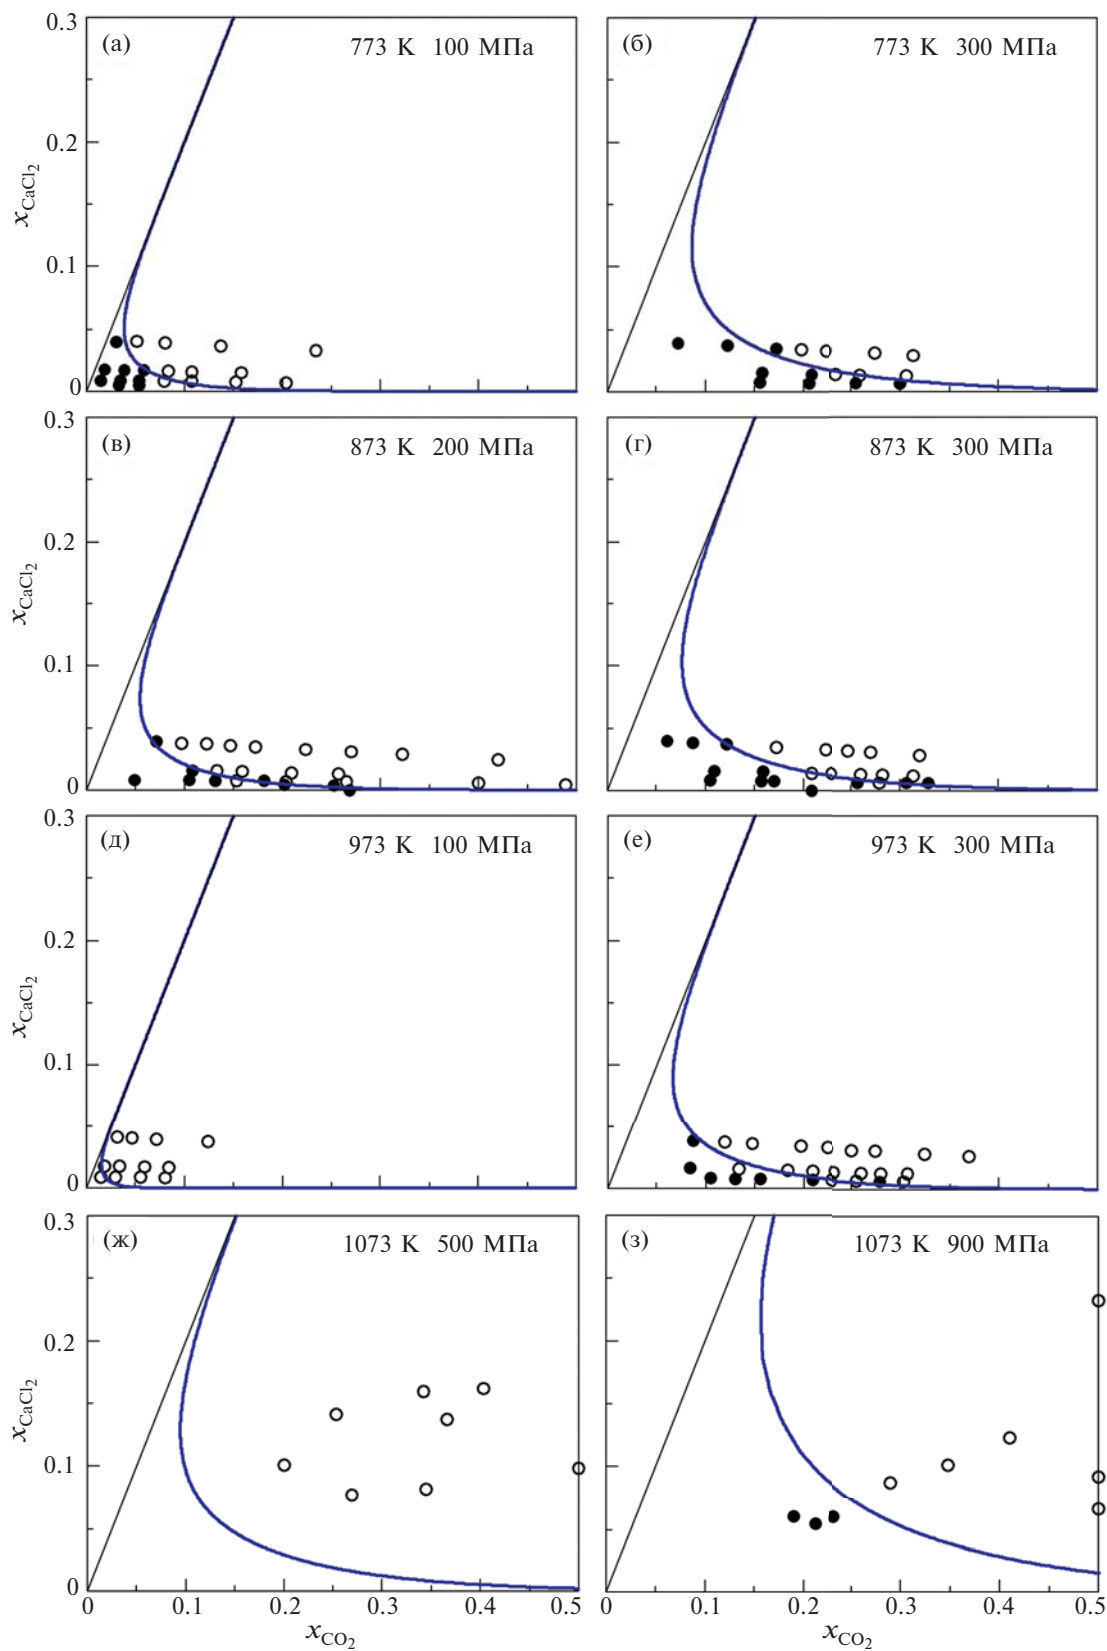 0.3
(а)
773 K 100 МПа
(б)
773 K 300 МПа
0.2
x_CaCl₂
0.1
0
(в)
873 K 200 МПа
(г)
873 K 300 МПа
0.3
0.2
x_CaCl₂
0.1
0
(д)
973 K 100 МПа
(е)
973 K 300 МПа
0.3
0.2
x_CaCl₂
0.1
0
(ж)
1073 K 500 МПа
(з)
1073 K 900 МПа
0.3
0.2
x_CaCl₂
0.1
0
0 0.1 0.2 0.3 0.4 0.5
0 0.1 0.2 0.3 0.4 0.5
x_CO₂
x_CO₂